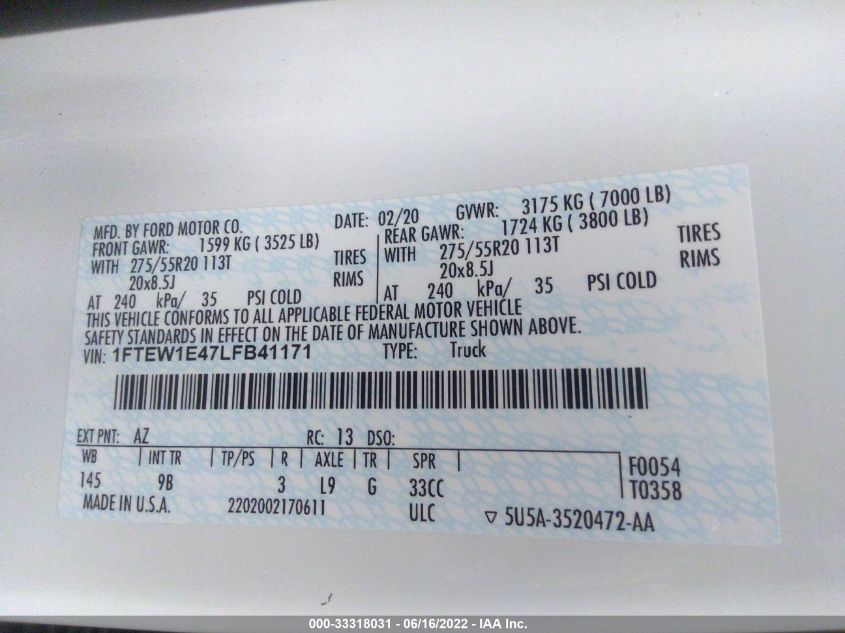 MFD. BY FORD MOTOR CO. DATE: 02/20 GVWR: 3175 KG ( 7000 LB)
FRONT GAWR: 1599 KG ( 3525 LB) REAR GAWR: 1724 KG ( 3800 LB)
WITH 275/55R20 113T TIRES WITH 275/55R20 113T TIRES
20x8.5J RIMS 20x8.5J RIMS
AT 240 kPa/ 35 PSI COLD AT 240 kPa/ 35 PSI COLD
THIS VEHICLE CONFORMS TO ALL APPLICABLE FEDERAL MOTOR VEHICLE
SAFETY STANDARDS IN EFFECT ON THE DATE OF MANUFACTURE SHOWN ABOVE.
VIN: 1FTEW1E47LFB41171 TYPE: Truck
EXT PNT: AZ RC: 13 DSO:
WB INT TR TP/PS R AXLE TR SPR F0054
145 9B 3 L9 G 33CC T0358
MADE IN U.S.A. 2202002170611 ULC ▽ 5U5A-3520472-AA
000-33318031 - 06/16/2022 - IAA Inc.